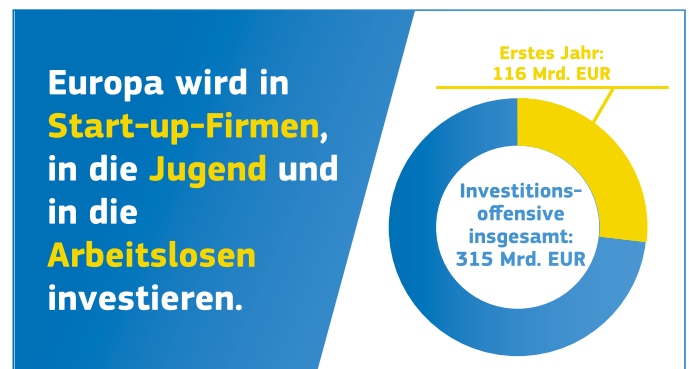 Europa wird in
Start-up-Firmen,
in die Jugend und
in die
Arbeitslosen
investieren.
Erstes Jahr:
116 Mrd. EUR
Investitions-
offensive
insgesamt:
315 Mrd. EUR